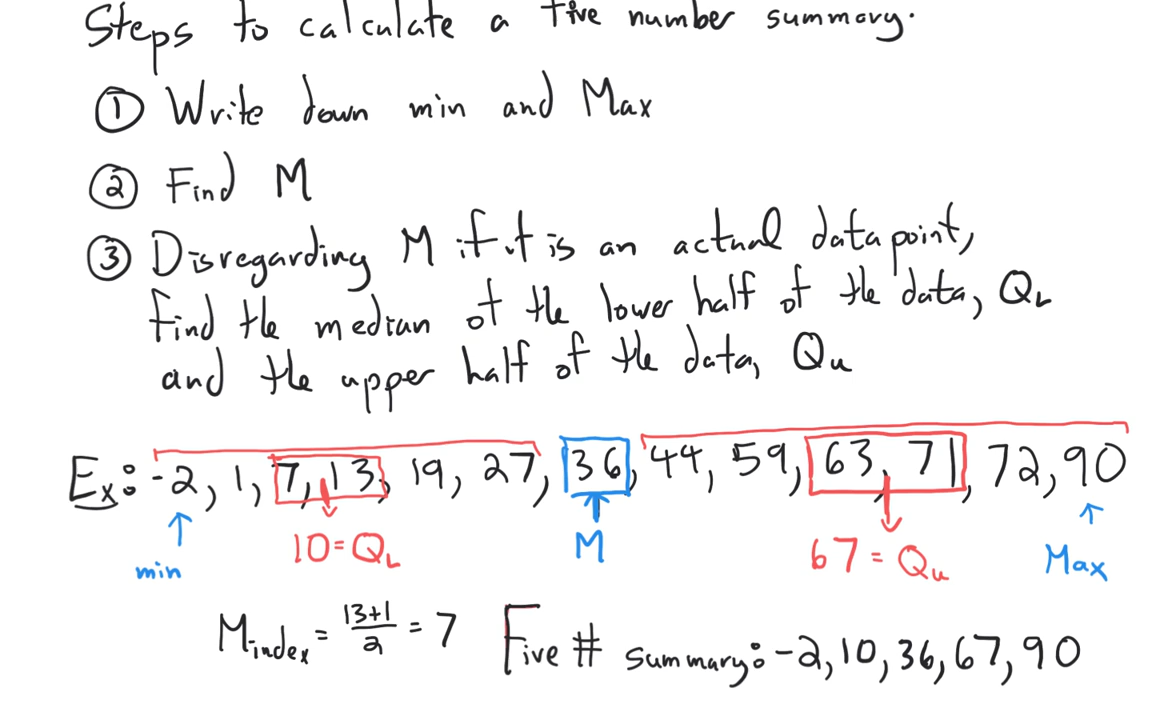 Steps to calculate a five number summary.
① Write down min and Max
② Find M
③ Disregarding M if it is an actual datapoint,
find the median of the lower half of the data, QL
and the upper half of the data, Qu
Ex: -2, 1, 7, 13, 19, 27, 36, 44, 59, 63, 71, 72, 90
min 10 = QL M 67 = Qu Max
Mindex = 13+1/2 = 7 Five # summary: -2, 10, 36, 67, 90